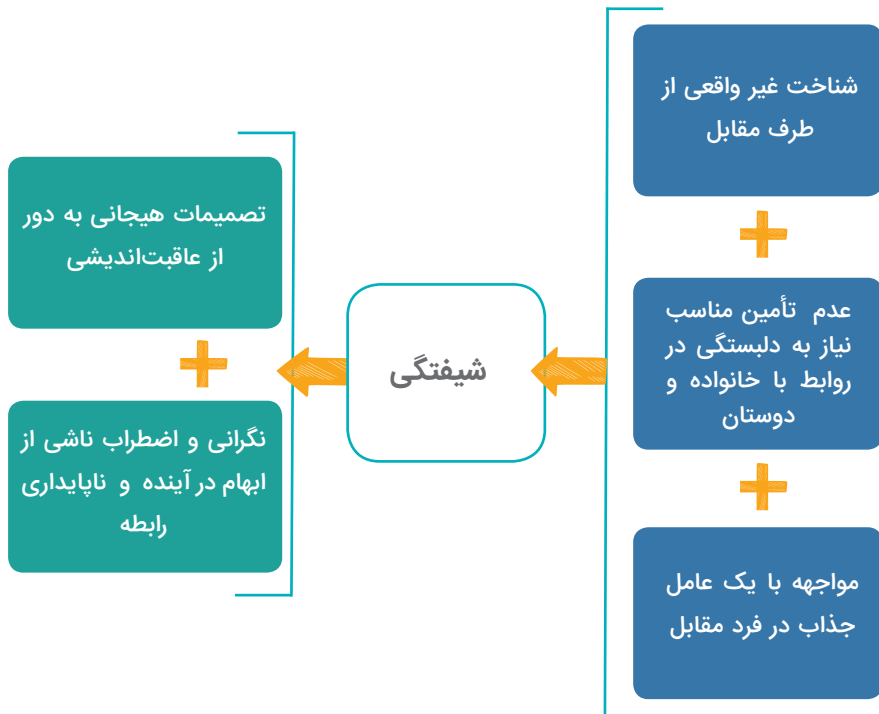 شناخت غیر واقعی از
طرف مقابل
عدم تأمین مناسب
نیاز به دلبستگی در
روابط با خانواده و
دوستان
مواجهه با یک عامل
جذاب در فرد مقابل
شیفتگی
تصمیمات هیجانی به دور
از عاقبت‌اندیشی
نگرانی و اضطراب ناشی از
ابهام در آینده و ناپایداری
رابطه